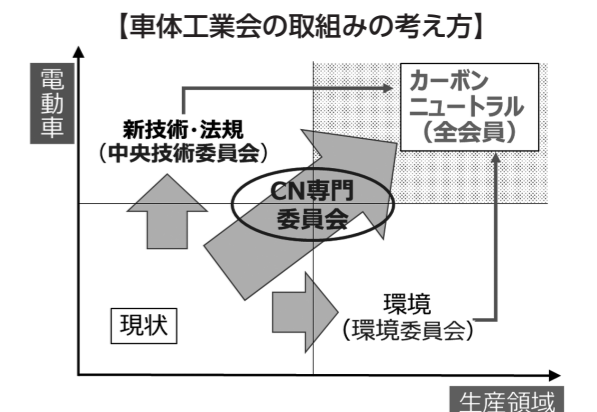 【車体工業会の取組みの考え方】
電動車
カーボン
ニュートラル
（全会員）
新技術・法規
（中央技術委員会）
CN専門
委員会
現状
環境
（環境委員会）
生産領域